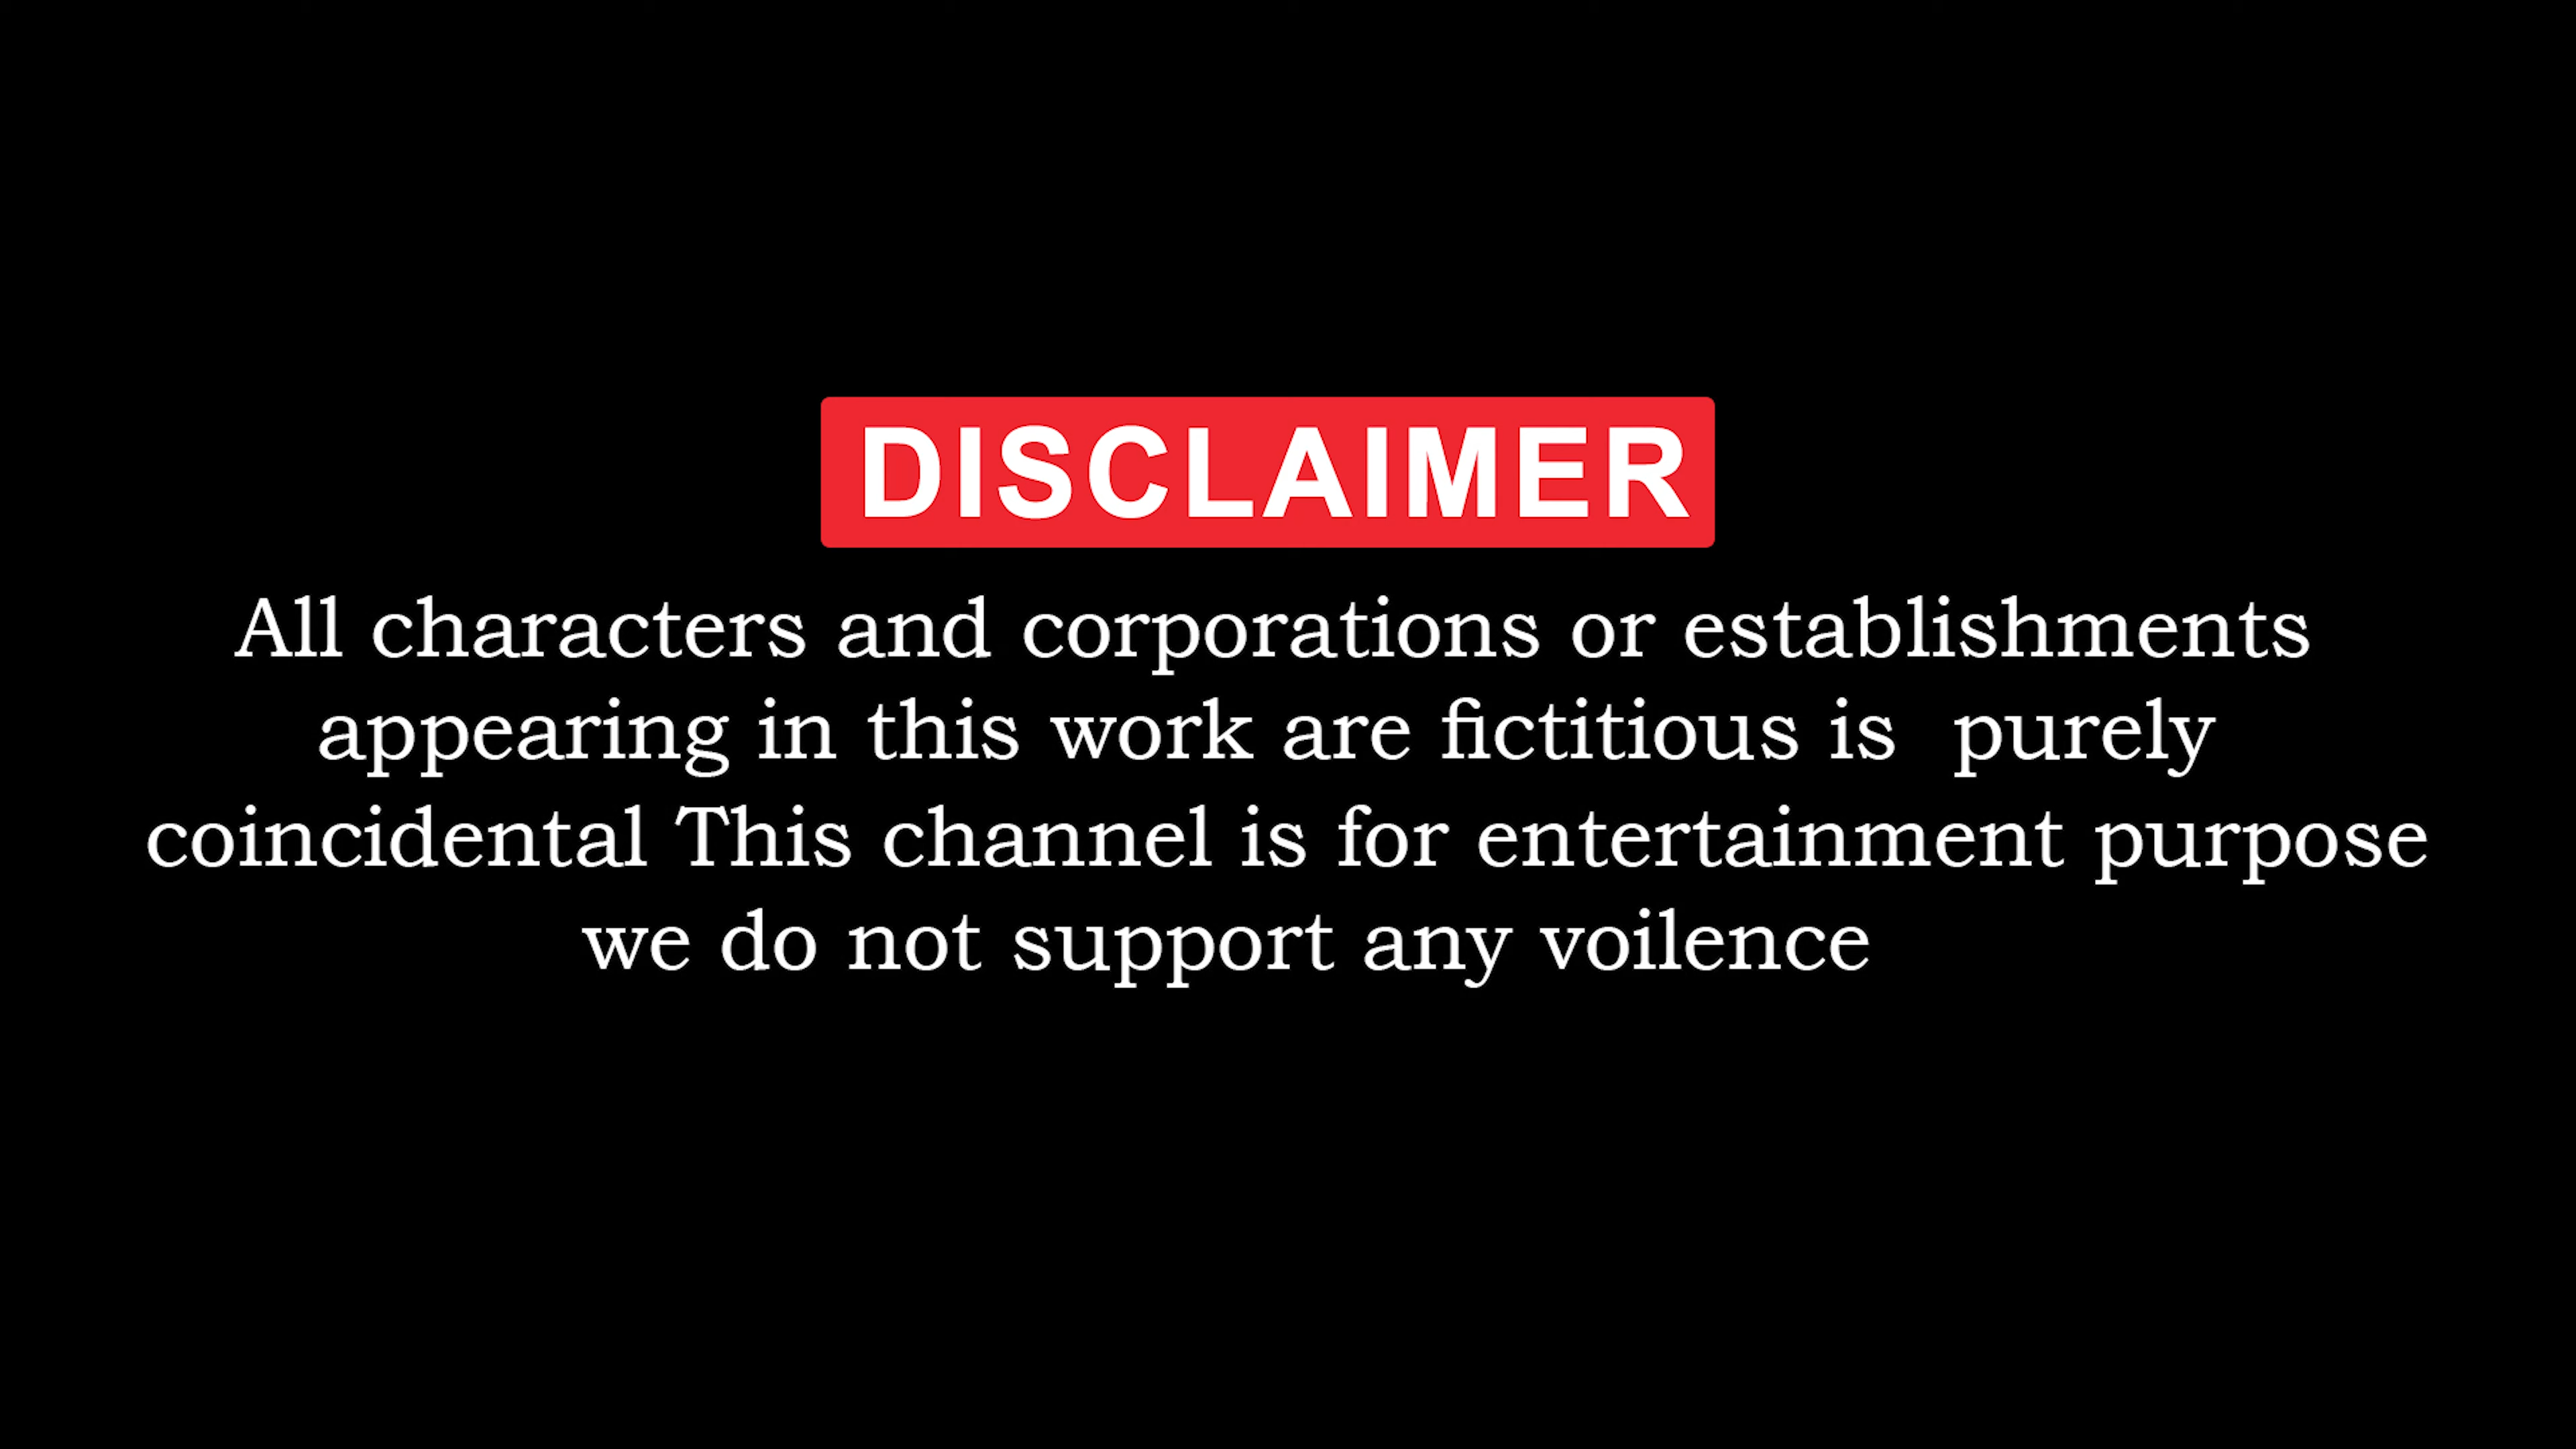 DISCLAIMER
All characters and corporations or establishments
appearing in this work are fictitious is  purely
coincidental This channel is for entertainment purpose
we do not support any voilence